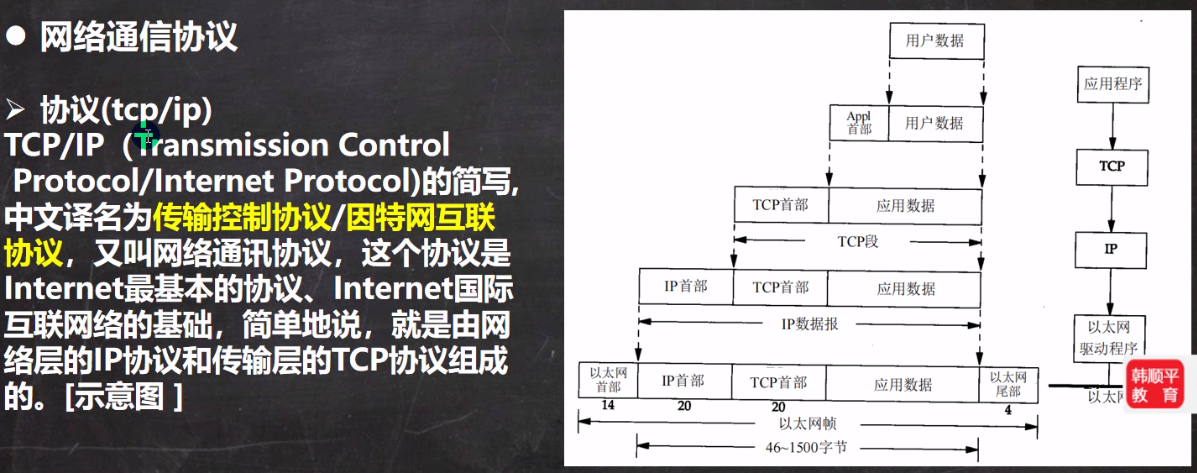 网络通信协议
协议(tcp/ip)
TCP/IP（Transmission Control
Protocol/Internet Protocol)的简写,
中文译名为传输控制协议/因特网互联
协议，又叫网络通讯协议，这个协议是
Internet最基本的协议、Internet国际
互联网络的基础，简单地说，就是由网
络层的IP协议和传输层的TCP协议组成
的。[示意图 ]
用户数据
Appl
首部
用户数据
TCP首部
应用数据
TCP段
IP首部
TCP首部
应用数据
IP数据报
以太网
首部
IP首部
TCP首部
应用数据
以太网
尾部
14
20
20
4
以太网帧
46~1500字节
应用程序
TCP
IP
以太网
驱动程序
以太
韩顺平
教 育